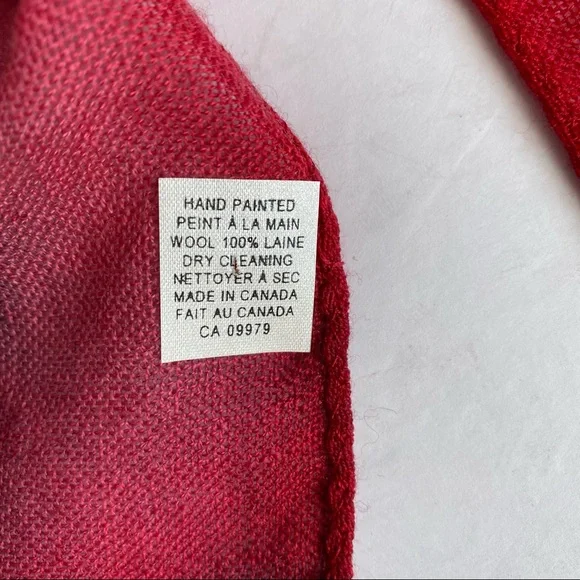 HAND PAINTED
PEINT À LA MAIN
WOOL 100% LAINE
DRY CLEANING
NETTOYER À SEC
MADE IN CANADA
FAIT AU CANADA
CA 09979